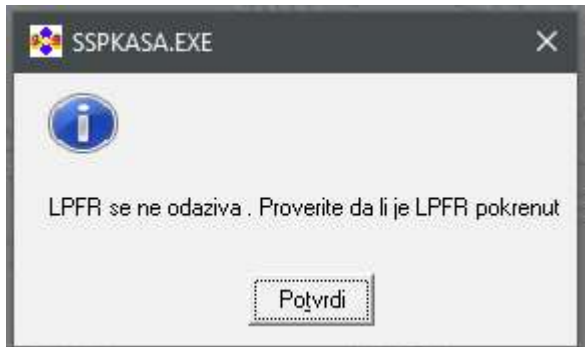 SSPKASA.EXE
LPFR se ne odaziva . Proverite da li je LPFR pokrenut
Potvrdi